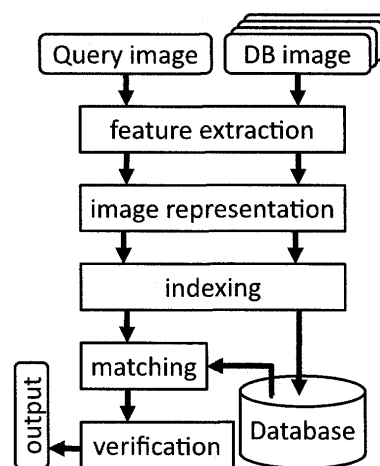 Query image
DB image
feature extraction
image representation
indexing
matching
Database
verification
output